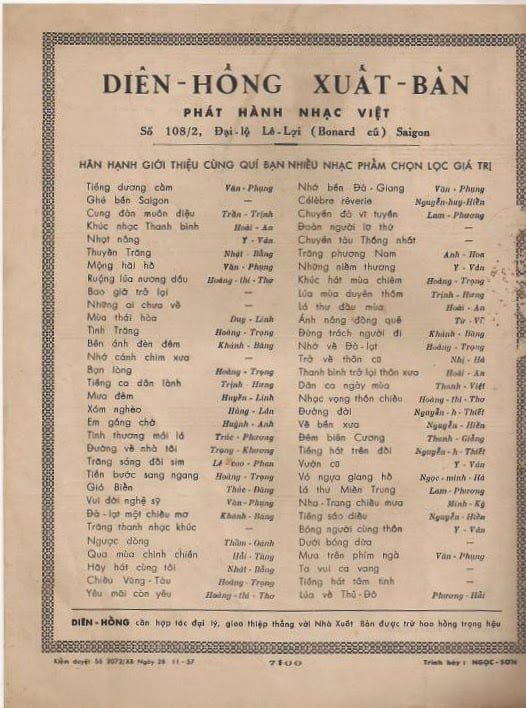 DIÊN-HỒNG XUẤT-BẢN
PHÁT HÀNH NHẠC VIỆT
Số 108/2, Đại-lộ Lê-Lợi (Bonard cũ) Saigon
HÂN HẠNH GIỚI THIỆU CÙNG QUÍ BẠN NHIỀU NHẠC PHẨM CHỌN LỌC GIÁ TRỊ
Tiếng dương cầm Văn-Phụng
Ghé bến Saigon —
Cung đàn muôn điệu Trần-Trịnh
Khúc nhạc Thanh bình Hoài-An
Nhạt nắng Y-Vân
Thuyền Trăng Nhật-Bằng
Mộng hải hồ Văn-Phụng
Ruộng lúa nương dâu Hoàng-thi-Thơ
Bao giờ trở lại —
Những ai chưa về —
Mùa thái hòa Duy-Linh
Tình Trăng Hoàng-Trọng
Bến ánh đèn đêm Khánh-Băng
Nhớ cánh chim xưa —
Bạn lòng Hoàng-Trọng
Tiếng ca dân lành Trịnh-Hưng
Mưa đêm Huyền-Linh
Xóm nghèo Hùng-Lân
Em gắng chờ Huỳnh-Anh
Tình thương mái lá Trúc-Phương
Đường về nhà tôi Trọng-Khương
Trăng sáng đồi sim Lê-cao-Phan
Tiến bước sang ngang Hoàng-Trọng
Gió Biển Thúc-Đăng
Vui đời nghệ sỹ Văn-Phụng
Đà-lạt một chiều mơ Khánh-Băng
Trăng thanh nhạc khúc —
Ngược dòng Thẩm-Oánh
Qua mùa chinh chiến Hải-Tùng
Hãy hát cùng tôi Nhật-Bằng
Chiều Vũng-Tàu Hoàng-Trọng
Yêu mãi còn yêu Hoàng-thi-Thơ
Nhớ bến Đà-Giang Văn-Phụng
Célèbre rêverie Nguyễn-huy-Hiền
Chuyến đò vĩ tuyến Lam-Phương
Đoàn người lữ thứ —
Chuyến tàu Thống nhất —
Trăng phương Nam Anh-Hoa
Những niềm thương Y-Vân
Khúc hát mùa chiêm Hoàng-Trọng
Lúa mùa duyên thắm Trịnh-Hưng
Lá thư đầu mùa Hoài-An
Ánh nắng đồng quê Từ-Vũ
Đừng trách người đi Khánh-Băng
Nhớ về Đà-lạt Hoàng-Trọng
Trở về thôn cũ Nhị-Hà
Thanh bình trở lại thôn xưa Hoài-An
Dân ca ngày mùa Thanh-Việt
Nhạc vọng thôn chiều Hoàng-thi-Thơ
Đường đời Nguyễn-h-Thiết
Về bến xưa Nguyễn-Hiền
Đêm biên Cương Thanh-Giảng
Tiếng hát trên đồi Nguyễn-h-Thiết
Vườn cũ Y-Vân
Vó ngựa giang hồ Ngọc-minh-Hà
Lá thư Miền Trung Lam-Phương
Nha-Trang chiều mưa Minh-Kỳ
Tiếng sáo diều Nguyễn-Hiền
Bóng người cùng thôn Y-Vân
Dưới bóng dừa —
Mưa trên phím ngà Văn-Phụng
Ta vui ca vang —
Tiếng hát tâm tình —
Lúa về Thủ-Đô Phương-Hải
DIÊN-HỒNG cần hợp tác đại lý, giao thiệp thẳng với Nhà Xuất Bản được trừ hoa hồng trọng hậu
Kiểm duyệt Số 2072/XB Ngày 28-11-57
7$00
Trình bày: NGỌC-SƠN